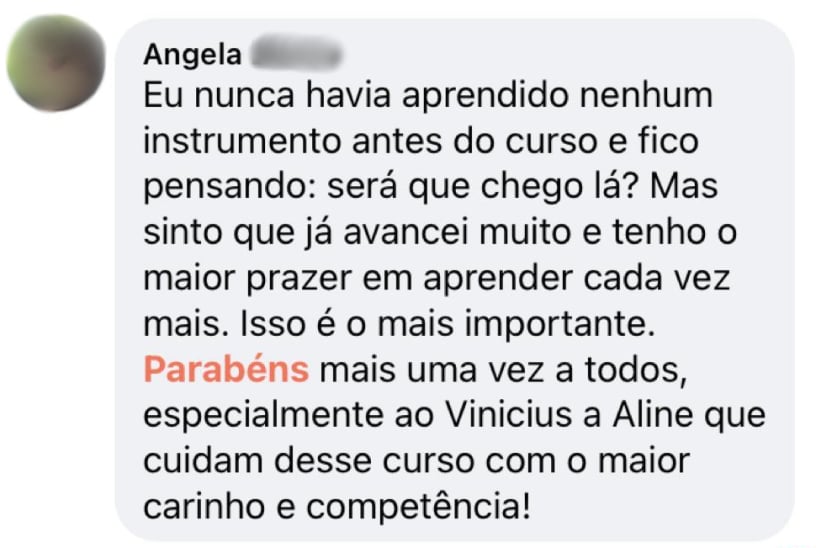 Angela
Eu nunca havia aprendido nenhum
instrumento antes do curso e fico
pensando: será que chego lá? Mas
sinto que já avancei muito e tenho o
maior prazer em aprender cada vez
mais. Isso é o mais importante.
Parabéns mais uma vez a todos,
especialmente ao Vinicius a Aline que
cuidam desse curso com o maior
carinho e competência!